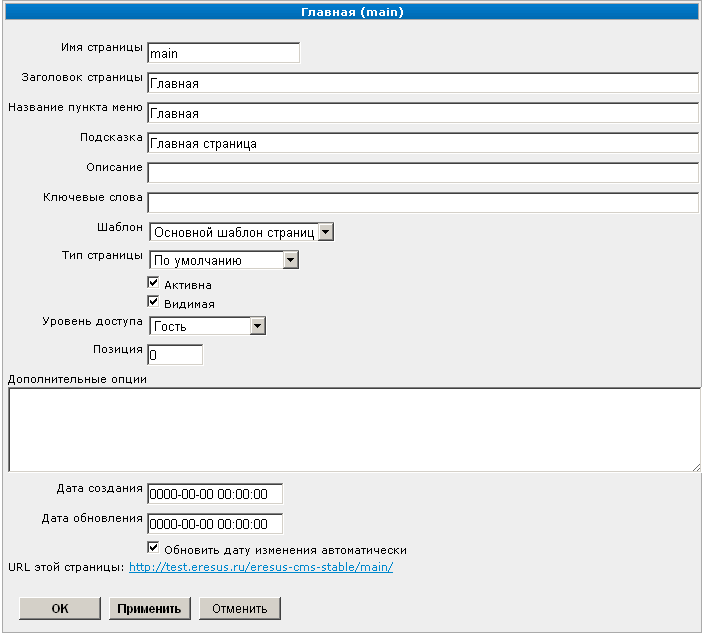 Главная (main)
Имя страницы main
Заголовок страницы Главная
Название пункта меню Главная
Подсказка Главная страница
Описание
Ключевые слова
Шаблон Основной шаблон страниц
Тип страницы По умолчанию
Активна
Видимая
Уровень доступа Гость
Позиция 0
Дополнительные опции
Дата создания 0000-00-00 00:00:00
Дата обновления 0000-00-00 00:00:00
Обновить дату изменения автоматически
URL этой страницы: http://test.eresus.ru/eresus-cms-stable/main/
OK Применить Отменить